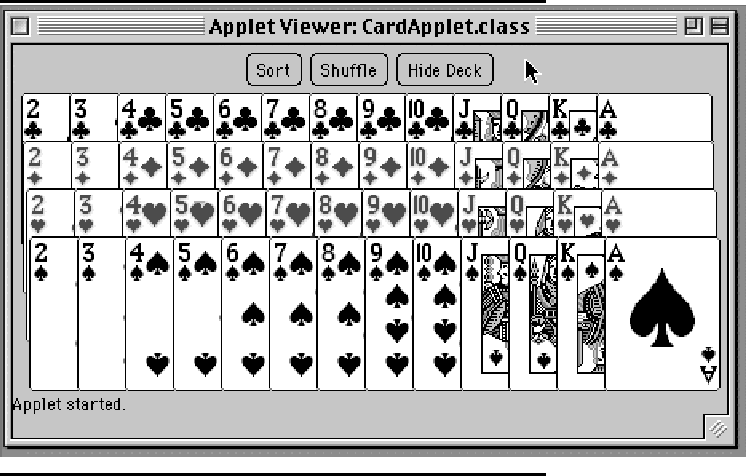 Applet Viewer: CardApplet.class
Sort Shuffle Hide Deck
2 3 4 5 6 7 8 9 10 J Q K A
2 3 4 5 6 7 8 9 10 J Q K A
2 3 4 5 6 7 8 9 10 J Q K A
2 3 4 5 6 7 8 9 10 J Q K A
A
Applet started.